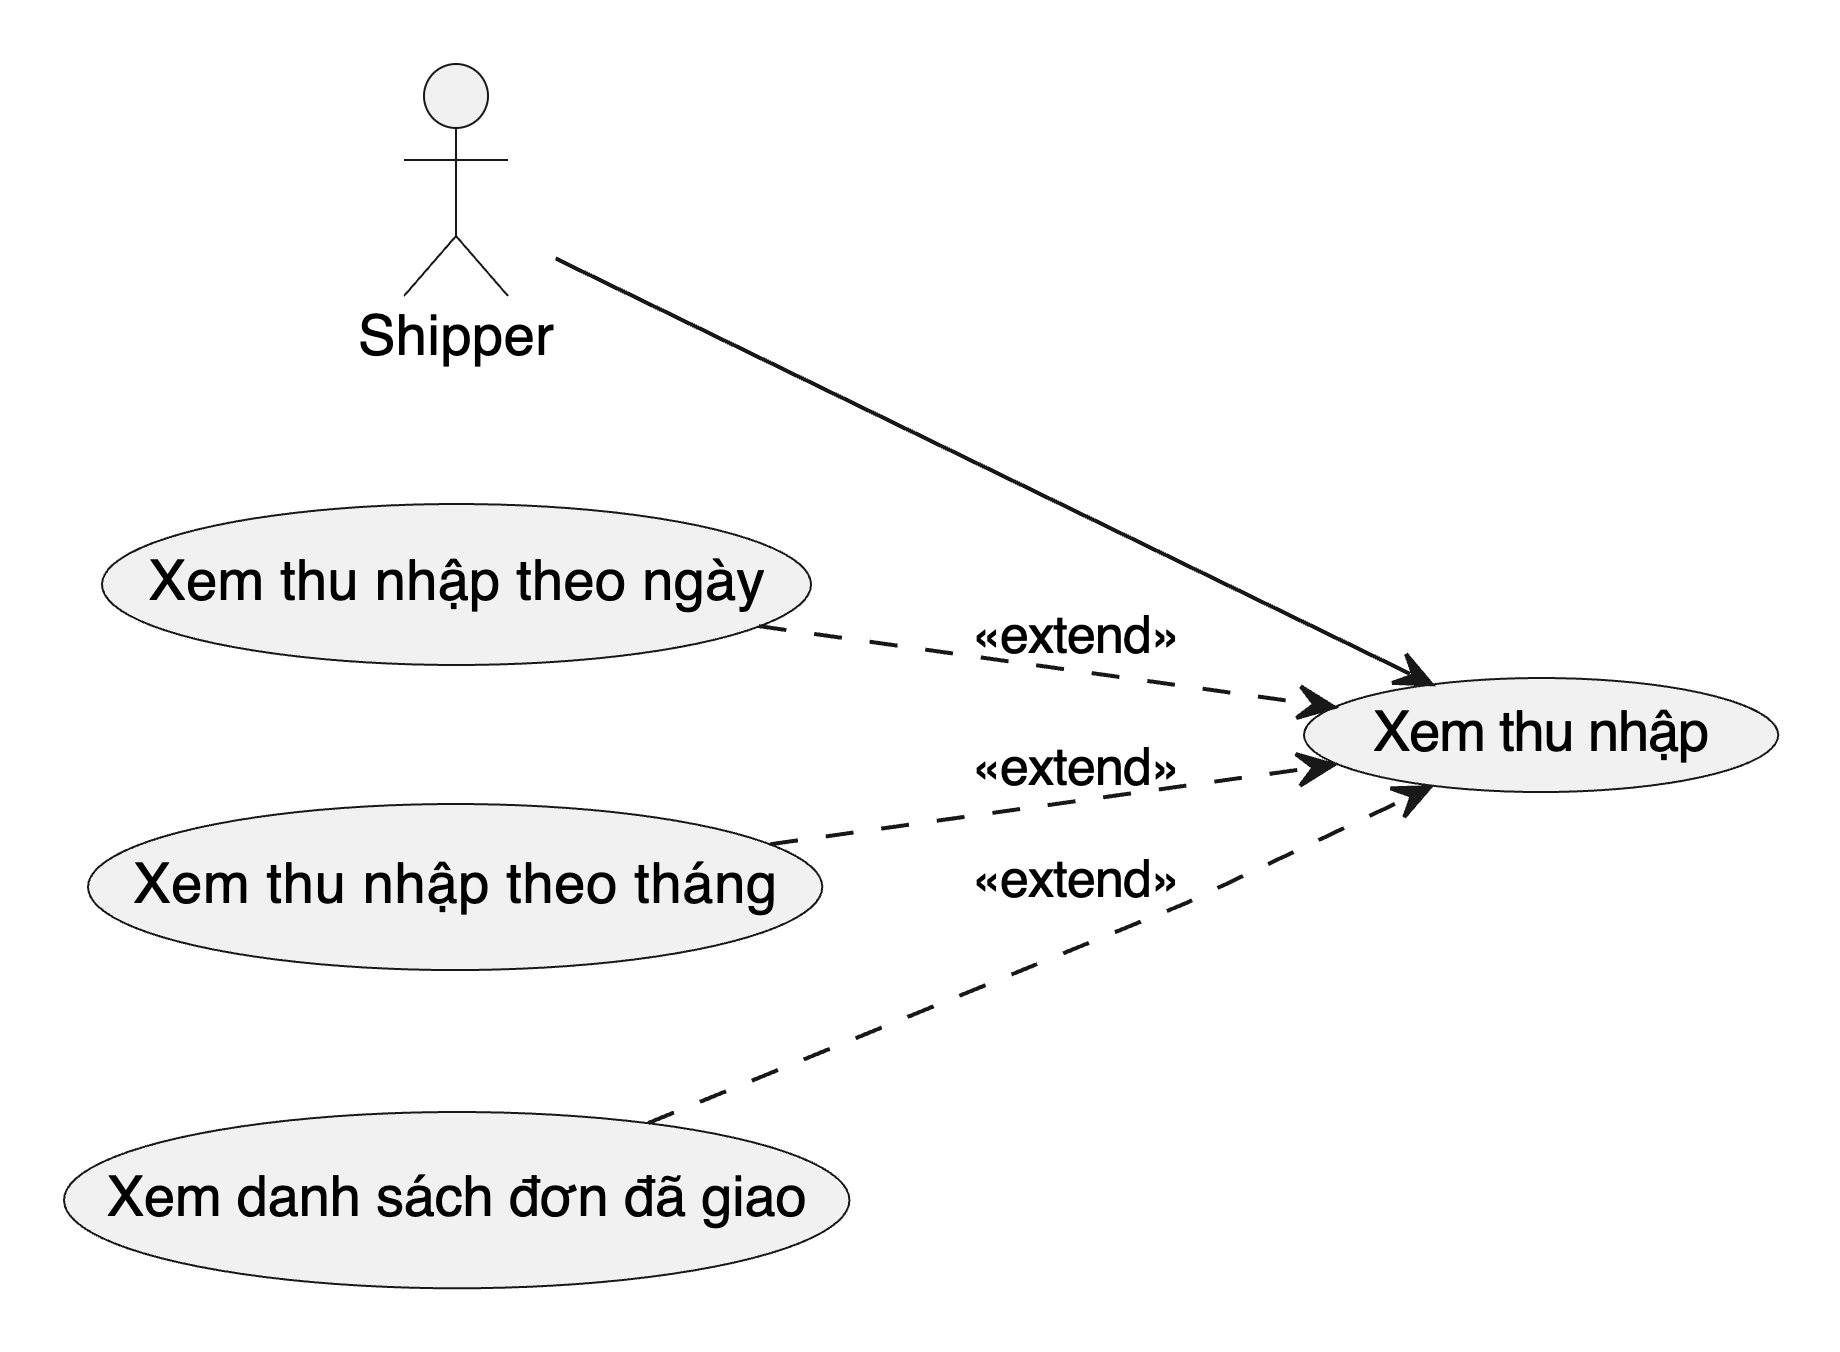 Shipper
Xem thu nhập theo ngày
«extend»
Xem thu nhập
«extend»
Xem thu nhập theo tháng
«extend»
Xem danh sách đơn đã giao